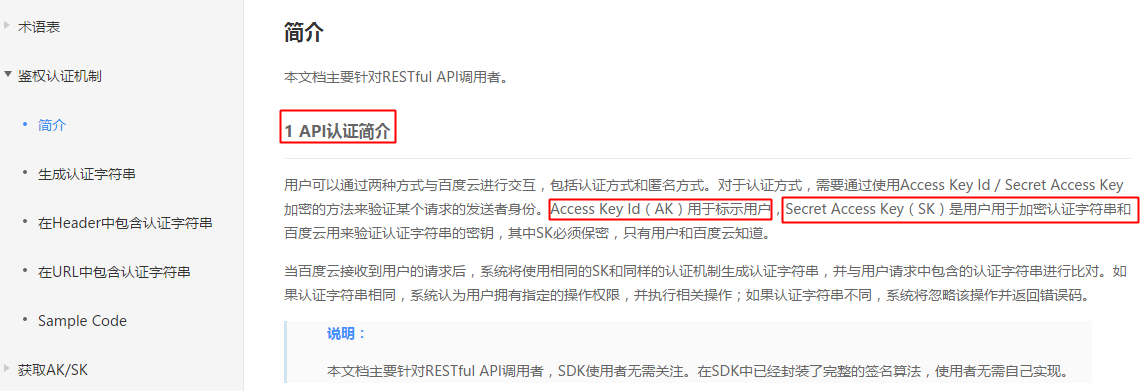 术语表
鉴权认证机制
简介
生成认证字符串
在Header中包含认证字符串
在URL中包含认证字符串
Sample Code
获取AK/SK
简介
本文档主要针对RESTful API调用者。
1 API认证简介
用户可以通过两种方式与百度云进行交互，包括认证方式和匿名方式。对于认证方式，需要通过使用Access Key Id / Secret Access Key
加密的方法来验证某个请求的发送者身份。Access Key Id（AK）用于标示用户，Secret Access Key（SK）是用户用于加密认证字符串和
百度云用来验证认证字符串的密钥，其中SK必须保密，只有用户和百度云知道。
当百度云接收到用户的请求后，系统将使用相同的SK和同样的认证机制生成认证字符串，并与用户请求中包含的认证字符串进行比对。如
果认证字符串相同，系统认为用户拥有指定的操作权限，并执行相关操作；如果认证字符串不同，系统将忽略该操作并返回错误码。
说明：
本文档主要针对RESTful API调用者，SDK使用者无需关注。在SDK中已经封装了完整的签名算法，使用者无需自己实现。